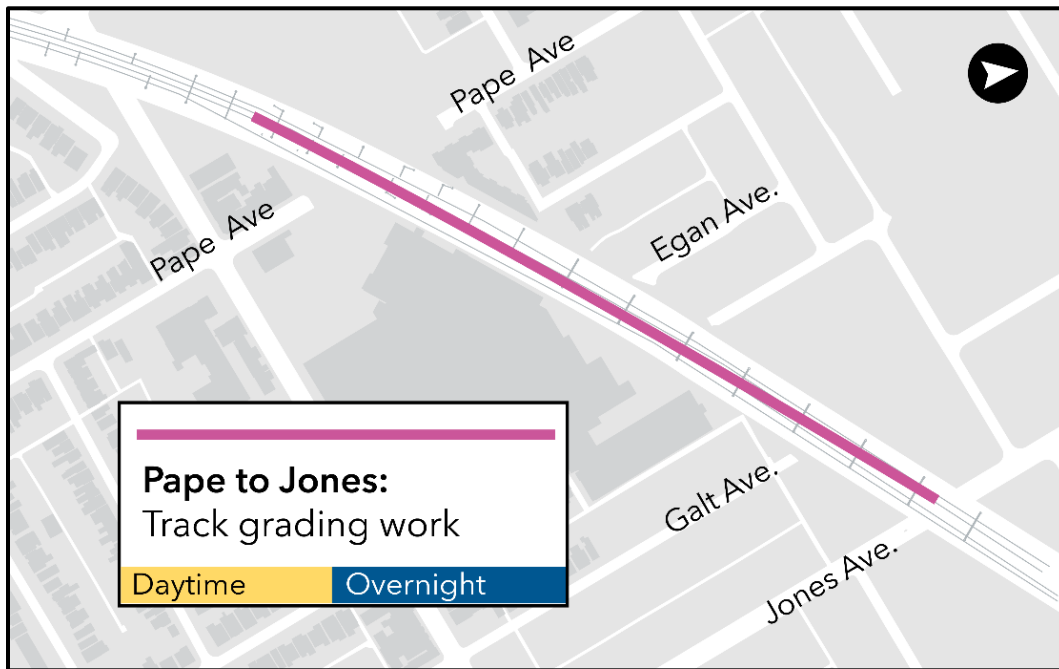 Pape Ave
Pape Ave
Egan Ave.
Galt Ave.
Jones Ave.
Pape to Jones:
Track grading work
Daytime
Overnight